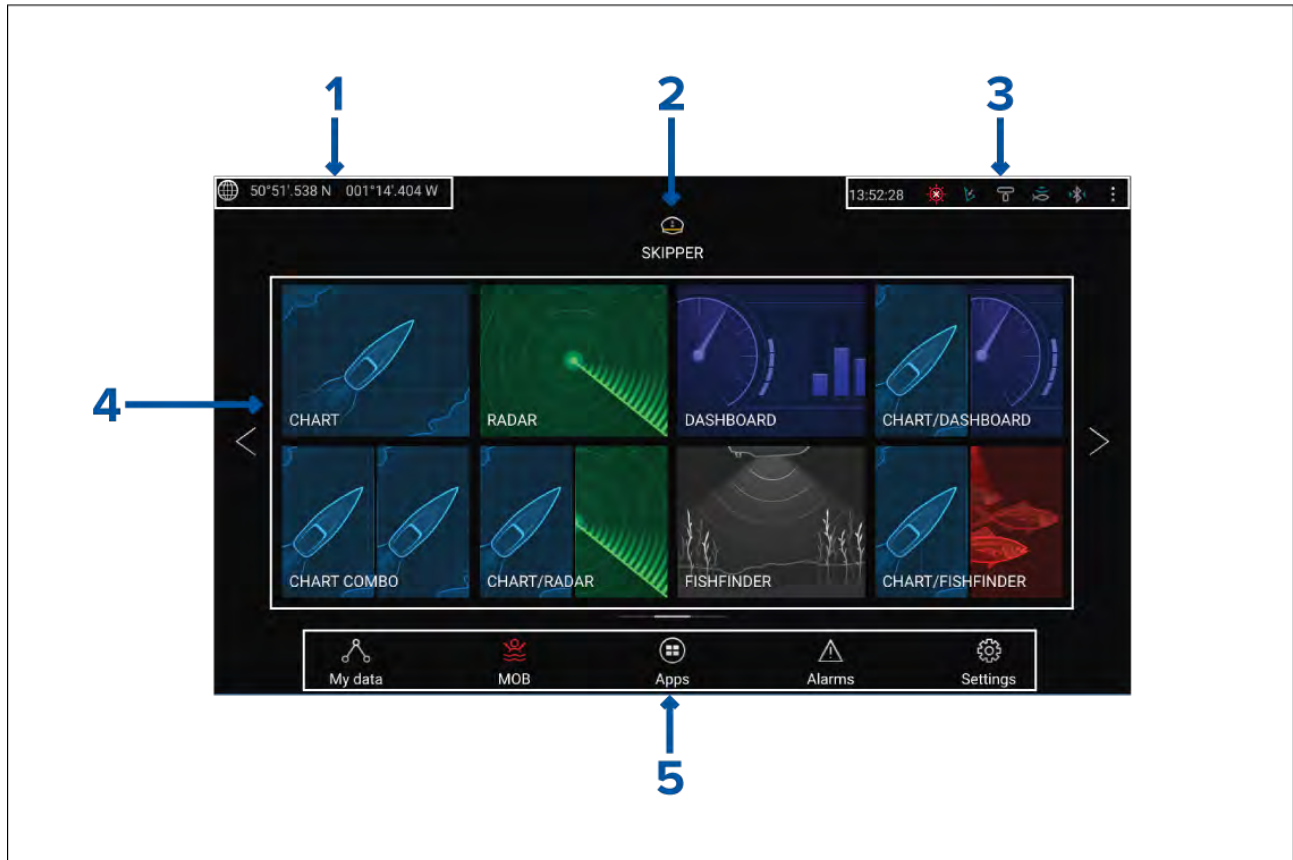 1 2 3
50°51'.538 N 001°14'.404 W
13:52:28
SKIPPER
4
CHART RADAR DASHBOARD CHART/DASHBOARD
CHART COMBO CHART/RADAR FISHFINDER CHART/FISHFINDER
My data MOB Apps Alarms Settings
5